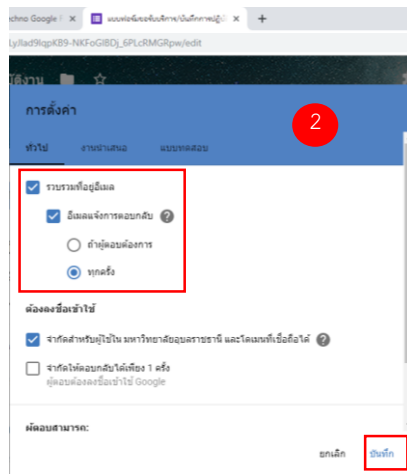 chno Google F
แบบฟอร์มขอรับบริการ/บันทึกการปฏิ
การตั้งค่า
2
ทั่วไป งานนำเสนอ แบบทดสอบ
รวบรวมที่อยู่อีเมล
อีเมลแจ้งการตอบกลับ
ถ้าผู้ตอบต้องการ
ทุกครั้ง
ต้องลงชื่อเข้าใช้
จำกัดสำหรับผู้ใช้ใน มหาวิทยาลัยอุบลราชธานี และโดเมนที่เชื่อถือได้
จำกัดให้ตอบกลับได้เพียง 1 ครั้ง
ผู้ตอบต้องลงชื่อเข้าใช้ Google
ผู้ตอบสามารถ:
ยกเลิก บันทึก